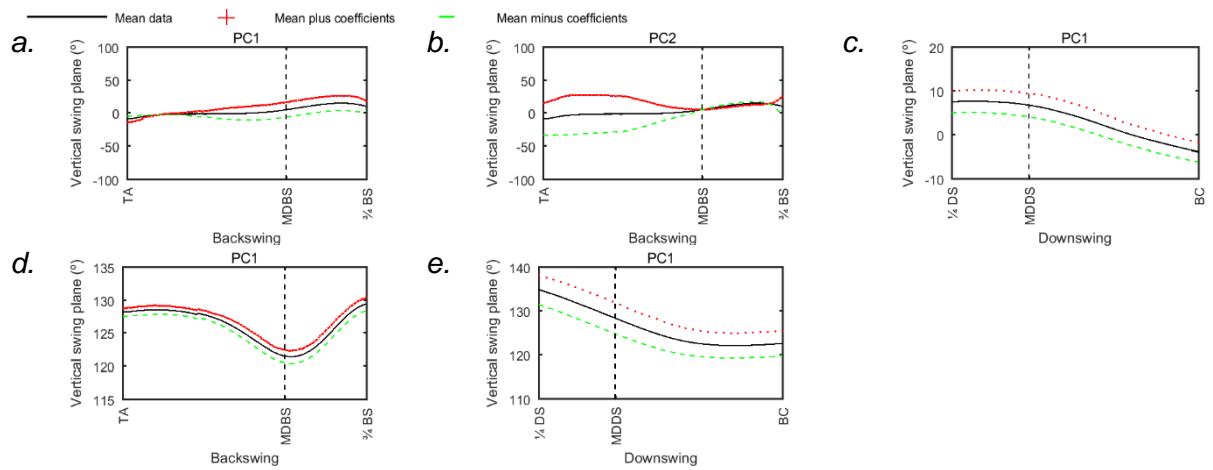 Mean data Mean plus coefficients Mean minus coefficients
a.
PC1
Vertical swing plane (°)
100
50
0
-50
-100
TA
MDBS
¾ BS
Backswing
b.
PC2
Vertical swing plane (°)
100
50
0
-50
-100
TA
MDBS
¾ BS
Backswing
c.
PC1
Vertical swing plane (°)
20
10
0
-10
¼ DS
MDDS
BC
Downswing
d.
PC1
Vertical swing plane (°)
135
130
125
120
115
TA
MDBS
¾ BS
Backswing
e.
PC1
Vertical swing plane (°)
140
130
120
110
¼ DS
MDDS
BC
Downswing